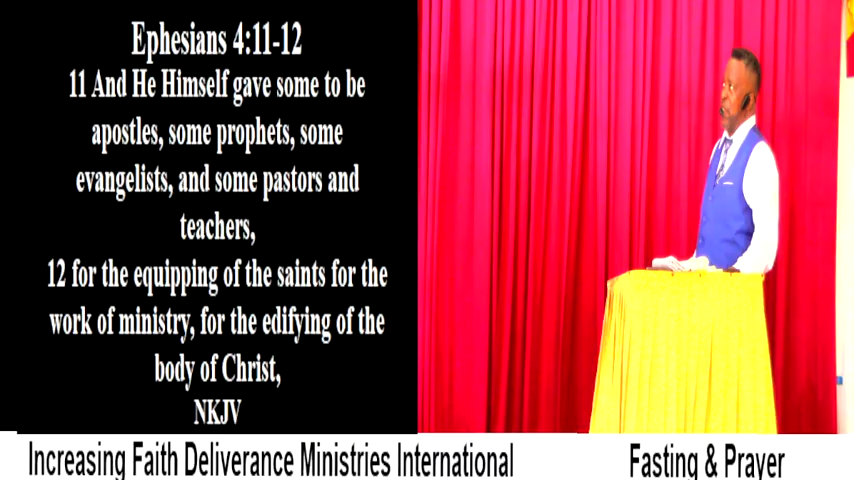 Ephesians 4:11-12
11 And He Himself gave some to be
apostles, some prophets, some
evangelists, and some pastors and
teachers,
12 for the equipping of the saints for the
work of ministry, for the edifying of the
body of Christ,
NKJV
Increasing Faith Deliverance Ministries International
Fasting & Prayer